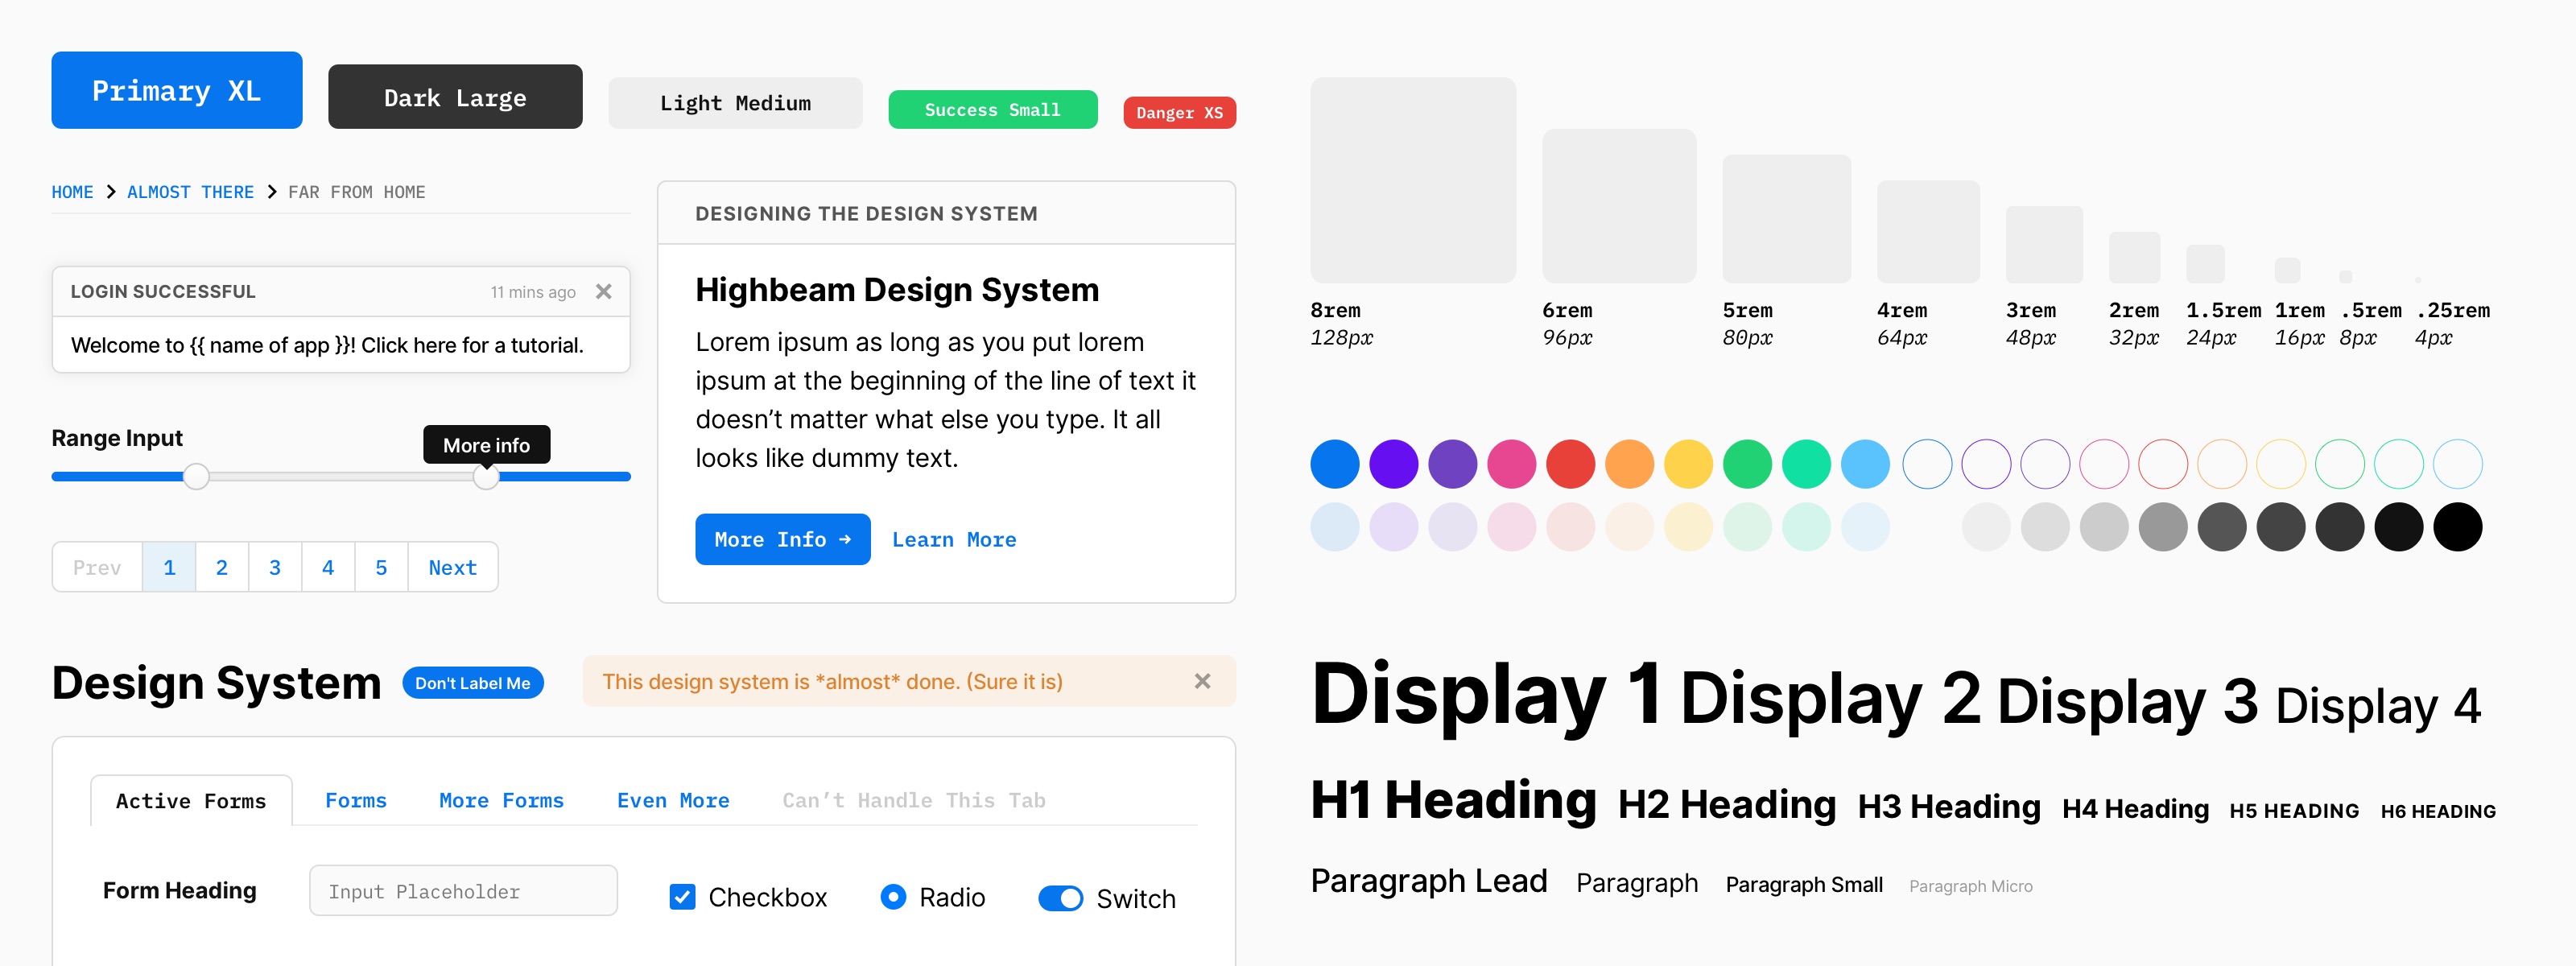 Primary XL
Dark Large
Light Medium
Success Small
Danger XS
HOME > ALMOST THERE > FAR FROM HOME
LOGIN SUCCESSFUL
11 mins ago
Welcome to {{ name of app }}! Click here for a tutorial.
Range Input
More info
Prev 1 2 3 4 5 Next
DESIGNING THE DESIGN SYSTEM
Highbeam Design System
Lorem ipsum as long as you put lorem
ipsum at the beginning of the line of text it
doesn’t matter what else you type. It all
looks like dummy text.
More Info →
Learn More
Design System
Don't Label Me
This design system is *almost* done. (Sure it is)
Active Forms
Forms
More Forms
Even More
Can’t Handle This Tab
Form Heading
Input Placeholder
Checkbox
Radio
Switch
8rem 6rem 5rem 4rem 3rem 2rem 1.5rem 1rem .5rem .25rem
128px 96px 80px 64px 48px 32px 24px 16px 8px 4px
Display 1 Display 2 Display 3 Display 4
H1 Heading H2 Heading H3 Heading H4 Heading H5 HEADING H6 HEADING
Paragraph Lead Paragraph Paragraph Small Paragraph Micro